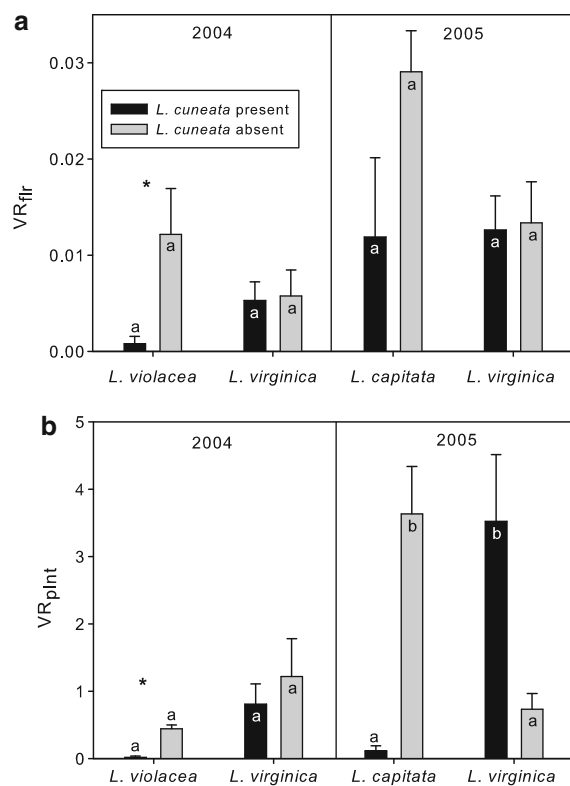 a
2004 2005
0.03
L. cuneata present
L. cuneata absent
a
0.02
*
VRflr
a
0.01
a a a a a
a
0.00
L. violacea L. virginica L. capitata L. virginica
b
5
2004 2005
4
b b
3
VRplnt
2
*
1
a a a a
a a
0
L. violacea L. virginica L. capitata L. virginica